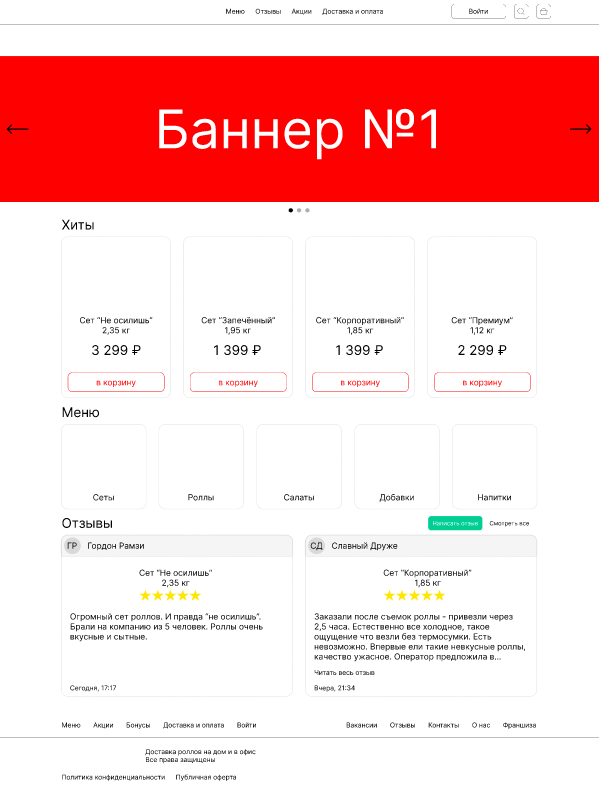 Меню Отзывы Акции Доставка и оплата Войти
Баннер №1
Хиты
Сет “Не осилишь”
2,35 кг
3 299 ₽
в корзину
Сет “Запечённый”
1,95 кг
1 399 ₽
в корзину
Сет “Корпоративный”
1,85 кг
1 399 ₽
в корзину
Сет “Премиум”
1,12 кг
2 299 ₽
в корзину
Меню
Сеты
Роллы
Салаты
Добавки
Напитки
Отзывы
Написать отзыв Смотреть все
ГР Гордон Рамзи
Сет “Не осилишь”
2,35 кг
Огромный сет роллов. И правда “не осилишь”.
Брали на компанию из 5 человек. Роллы очень
вкусные и сытные.
Сегодня, 17:17
СД Славный Друже
Сет “Корпоративный”
1,85 кг
Заказали после съемок роллы - привезли через
2,5 часа. Естественно все холодное, такое
ощущение что везли без термосумки. Есть
невозможно. Впервые ели такие невкусные роллы,
качество ужасное. Оператор предложила в...
Читать весь отзыв
Вчера, 21:34
Меню Акции Бонусы Доставка и оплата Войти
Вакансии Отзывы Контакты О нас Франшиза
Доставка роллов на дом и в офис
Все права защищены
Политика конфиденциальности Публичная оферта